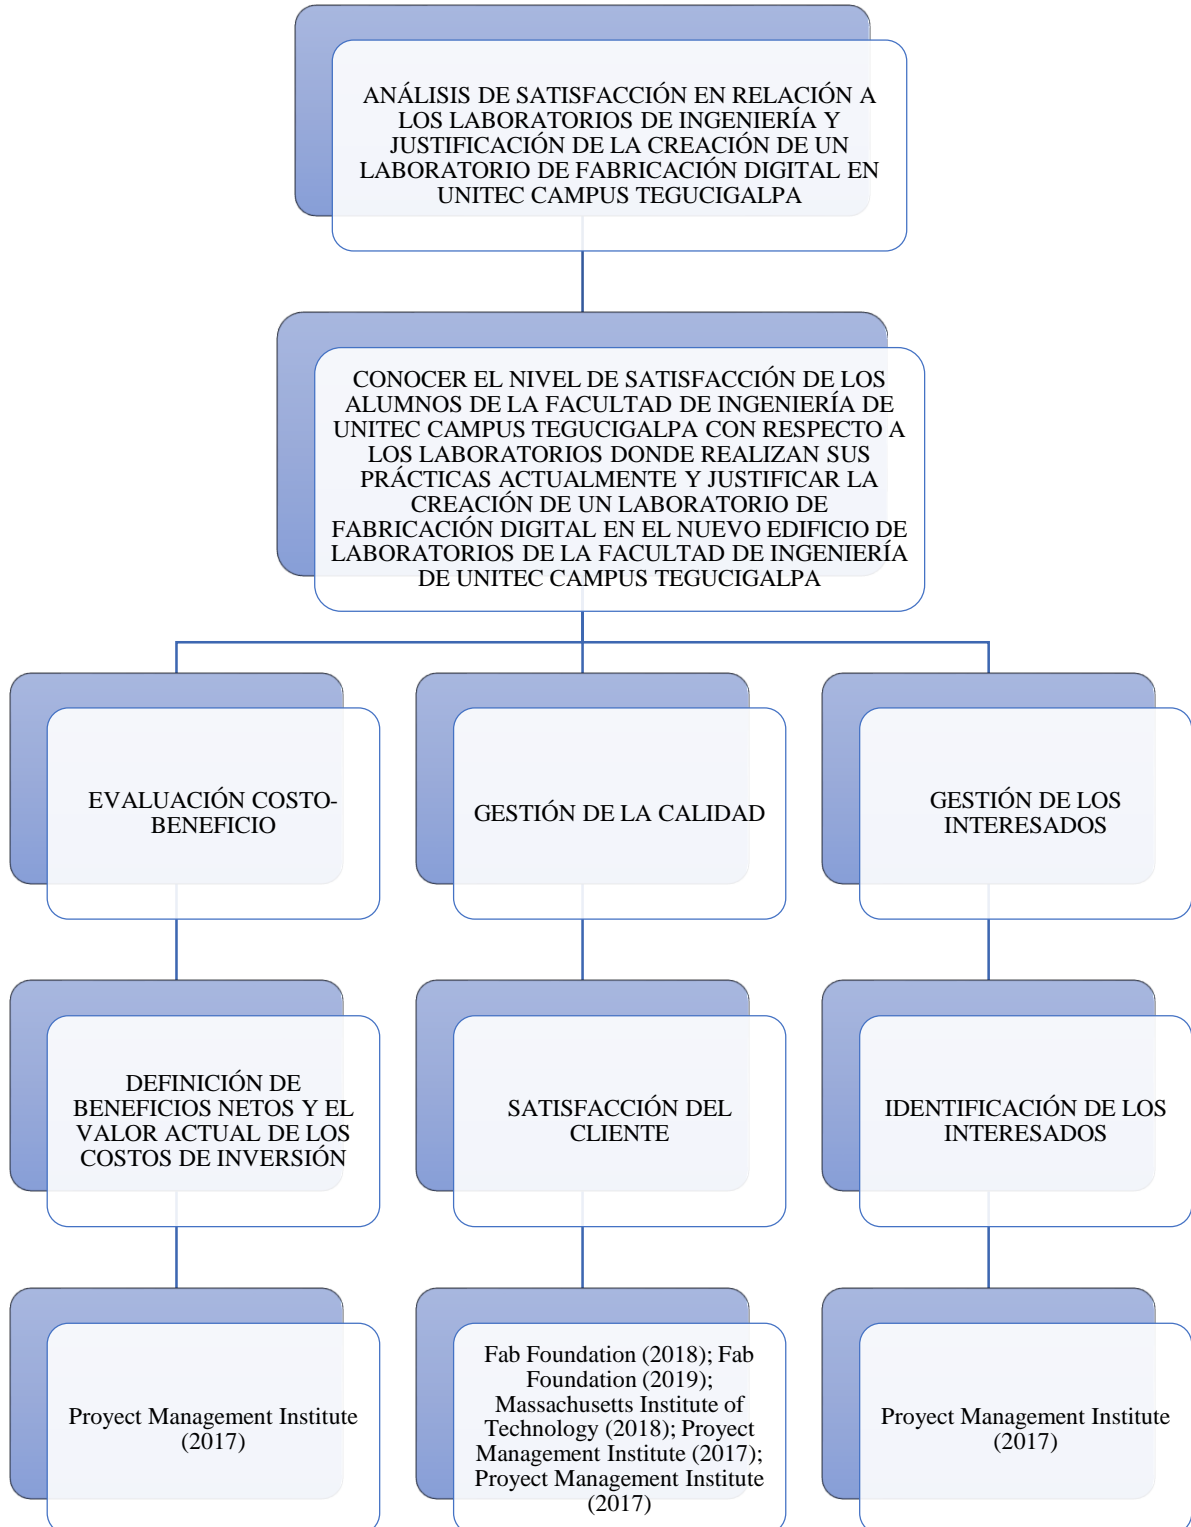 ANÁLISIS DE SATISFACCIÓN EN RELACIÓN A
LOS LABORATORIOS DE INGENIERÍA Y
JUSTIFICACIÓN DE LA CREACIÓN DE UN
LABORATORIO DE FABRICACIÓN DIGITAL EN
UNITEC CAMPUS TEGUCIGALPA
CONOCER EL NIVEL DE SATISFACCIÓN DE LOS
ALUMNOS DE LA FACULTAD DE INGENIERÍA DE
UNITEC CAMPUS TEGUCIGALPA CON RESPECTO A
LOS LABORATORIOS DONDE REALIZAN SUS
PRÁCTICAS ACTUALMENTE Y JUSTIFICAR LA
CREACIÓN DE UN LABORATORIO DE
FABRICACIÓN DIGITAL EN EL NUEVO EDIFICIO DE
LABORATORIOS DE LA FACULTAD DE INGENIERÍA
DE UNITEC CAMPUS TEGUCIGALPA
EVALUACIÓN COSTO-
BENEFICIO
GESTIÓN DE LA CALIDAD
GESTIÓN DE LOS
INTERESADOS
DEFINICIÓN DE
BENEFICIOS NETOS Y EL
VALOR ACTUAL DE LOS
COSTOS DE INVERSIÓN
SATISFACCIÓN DEL
CLIENTE
IDENTIFICACIÓN DE LOS
INTERESADOS
Proyect Management Institute
(2017)
Fab Foundation (2018); Fab
Foundation (2019);
Massachusetts Institute of
Technology (2018); Proyect
Management Institute (2017);
Proyect Management Institute
(2017)
Proyect Management Institute
(2017)